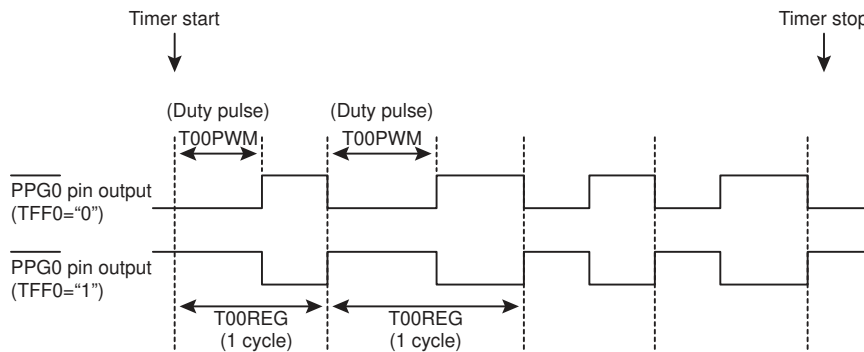 Timer start
Timer stop
(Duty pulse)
(Duty pulse)
T00PWM
T00PWM
PPG0 pin output
(TFF0=“0”)
PPG0 pin output
(TFF0=“1”)
T00REG
T00REG
(1 cycle)
(1 cycle)